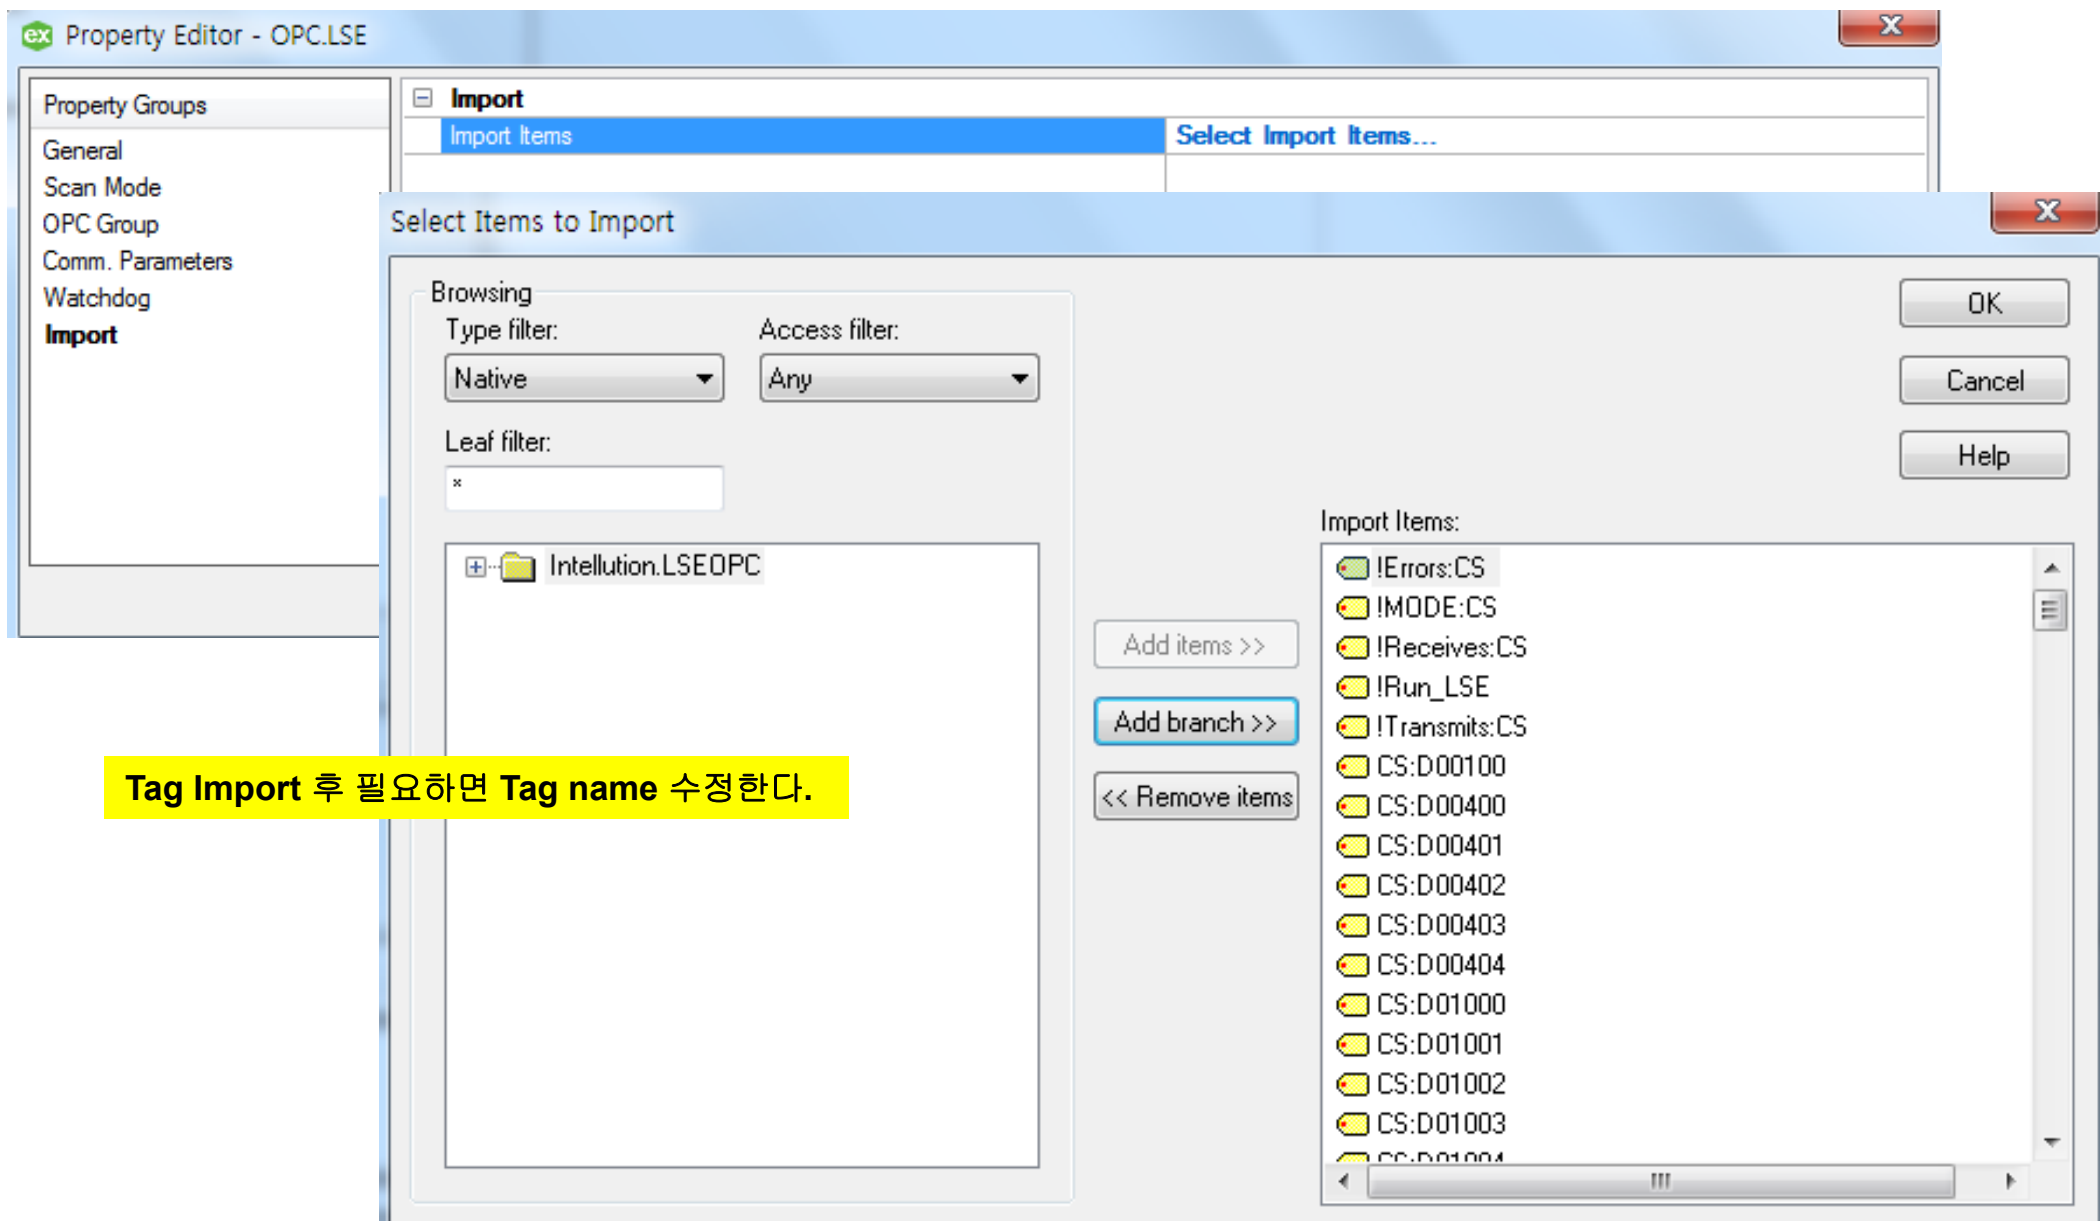 ex Property Editor - OPC.LSE
Property Groups
General
Scan Mode
OPC Group
Comm. Parameters
Watchdog
Import
Import
Import Items
Select Import Items...
Select Items to Import
Browsing
Type filter:
Access filter:
Native
Any
Leaf filter:
*
Intellution.LSEOPC
Add items >>
Add branch >>
<< Remove items
OK
Cancel
Help
Import Items:
!Errors:CS
!MODE:CS
!Receives:CS
!Run_LSE
!Transmits:CS
CS:D00100
CS:D00400
CS:D00401
CS:D00402
CS:D00403
CS:D00404
CS:D01000
CS:D01001
CS:D01002
CS:D01003
CS:D01004
Tag Import 후 필요하면 Tag name 수정한다.